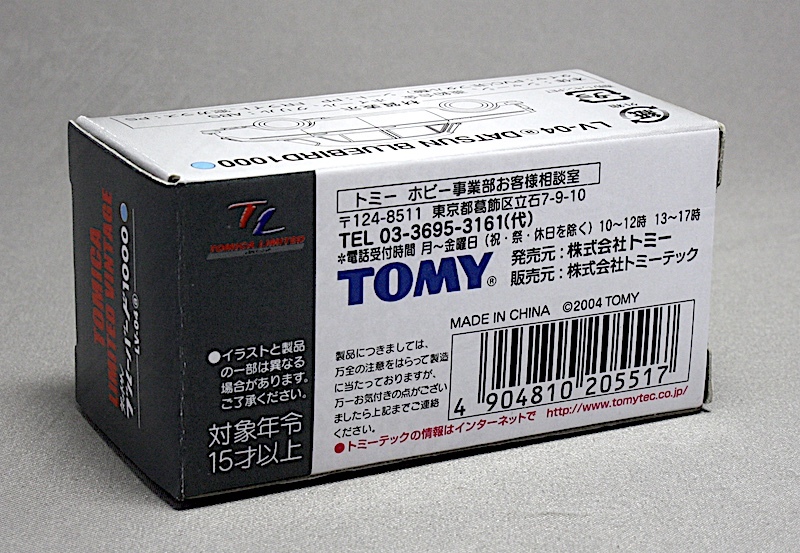 LV-04ⓐDATSUN BLUEBIRD1000
TOMICA
LIMITED VINTAGE
TL
TOMICA LIMITED
●イラストと製品
の一部は異なる
場合があります。
ご了承ください。
対象年令
15才以上
トミー ホビー事業部お客様相談室
〒124-8511 東京都葛飾区立石7-9-10
TEL 03-3695-3161(代)
*電話受付時間 月〜金曜日(祝・祭・休日を除く)10〜12時 13〜17時
TOMY®
発売元:株式会社トミー
販売元:株式会社トミーテック
MADE IN CHINA ©2004 TOMY
製品につきましては、
万全の注意をはらって製造
に当たっておりますが、
万一お気付きの点がござい
ましたら上記までご連絡
ください。
4 904810 205517
●トミーテックの情報はインターネットで http://www.tomytec.co.jp/